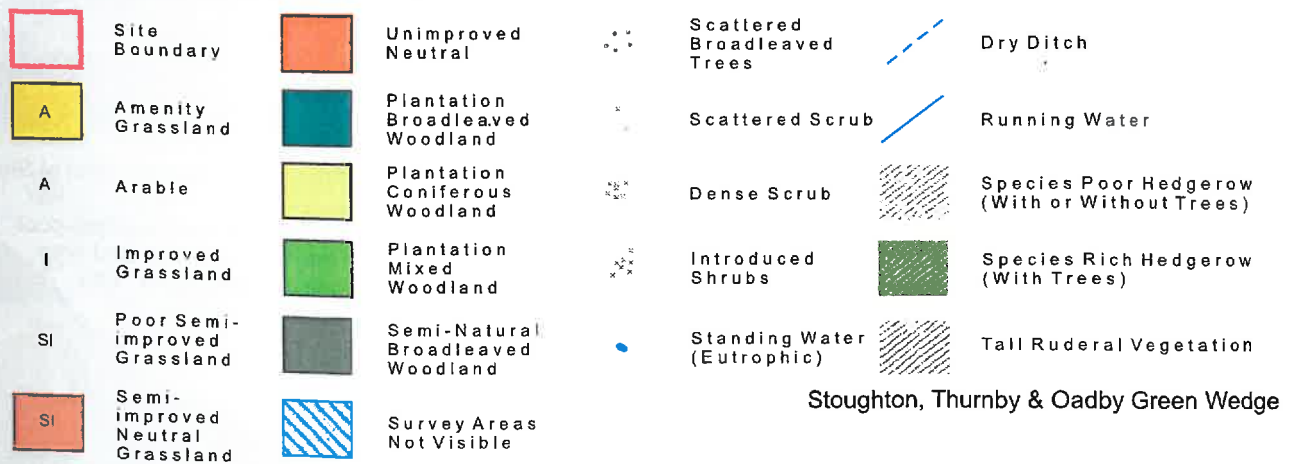 Site
Boundary
A
Amenity
Grassland
A
Arable
I
Improved
Grassland
SI
Poor Semi-
improved
Grassland
SI
Semi-
improved
Neutral
Grassland
Unimproved
Neutral
Plantation
Broadleaved
Woodland
Plantation
Coniferous
Woodland
Plantation
Mixed
Woodland
Semi-Natural
Broadleaved
Woodland
Survey Areas
Not Visible
Scattered
Broadleaved
Trees
Scattered Scrub
Dense Scrub
Introduced
Shrubs
Standing Water
(Eutrophic)
Dry Ditch
Running Water
Species Poor Hedgerow
(With or Without Trees)
Species Rich Hedgerow
(With Trees)
Tall Ruderal Vegetation
Stoughton, Thurnby & Oadby Green Wedge